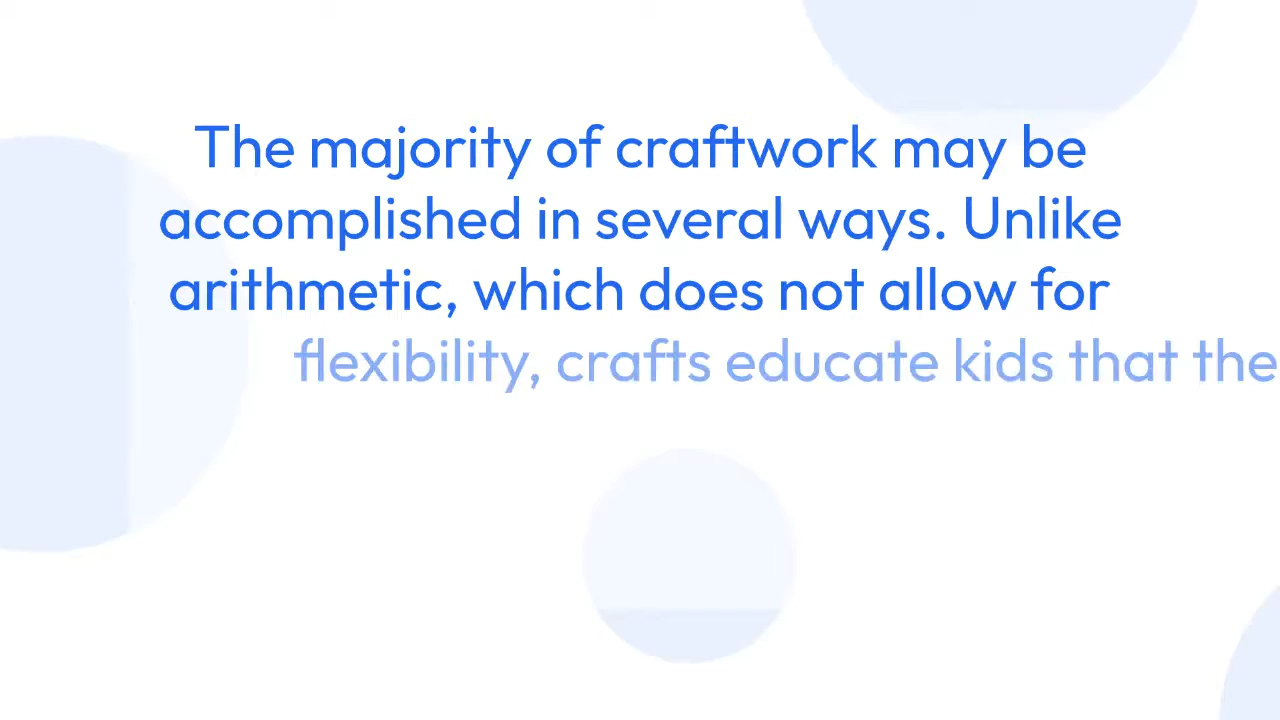 The majority of craftwork may be
accomplished in several ways. Unlike
arithmetic, which does not allow for
flexibility, crafts educate kids that the